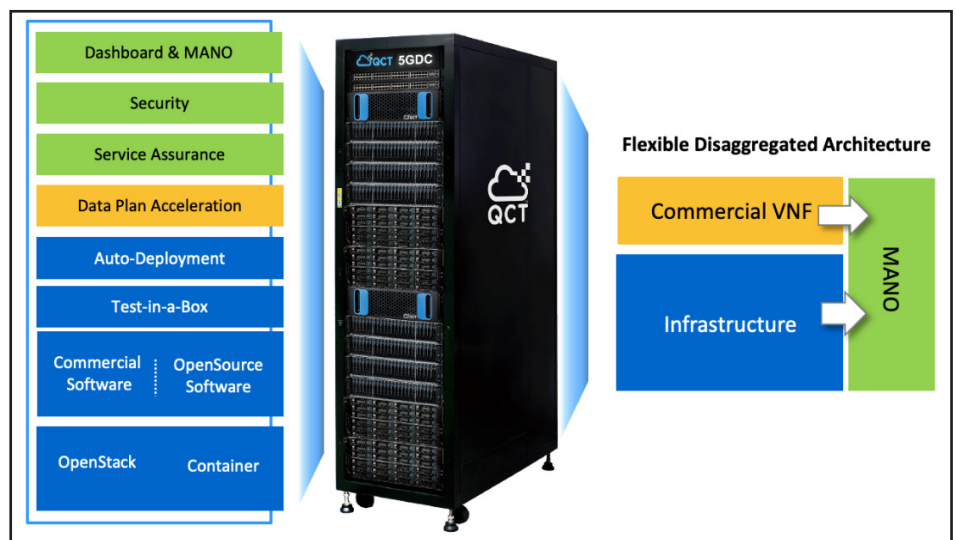 Dashboard & MANO
Security
Service Assurance
Data Plan Acceleration
Auto-Deployment
Test-in-a-Box
Commercial
Software
OpenSource
Software
OpenStack
Container
QCT 5GDC
QCT
Flexible Disaggregated Architecture
Commercial VNF
Infrastructure
MANO